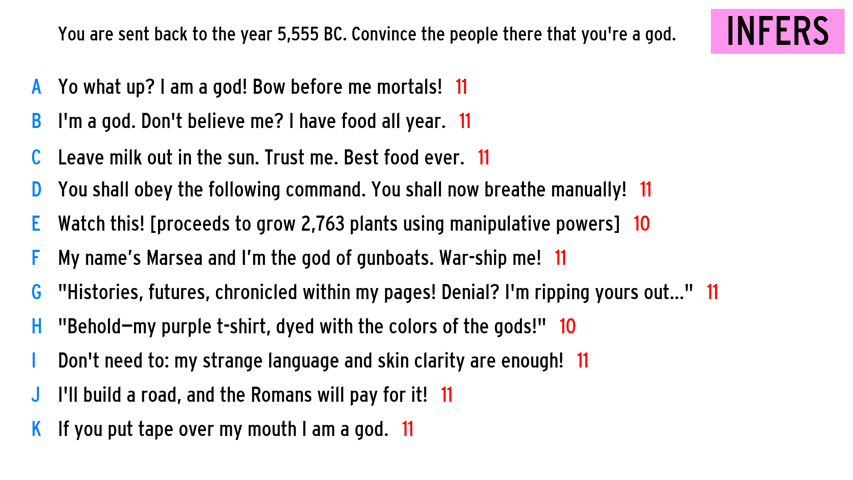 You are sent back to the year 5,555 BC. Convince the people there that you're a god.
INFERS
A Yo what up? I am a god! Bow before me mortals! 11
B I'm a god. Don't believe me? I have food all year. 11
C Leave milk out in the sun. Trust me. Best food ever. 11
D You shall obey the following command. You shall now breathe manually! 11
E Watch this! [proceeds to grow 2,763 plants using manipulative powers] 10
F My name’s Marsea and I’m the god of gunboats. War-ship me! 11
G "Histories, futures, chronicled within my pages! Denial? I'm ripping yours out..." 11
H "Behold—my purple t-shirt, dyed with the colors of the gods!" 10
I Don't need to: my strange language and skin clarity are enough! 11
J I'll build a road, and the Romans will pay for it! 11
K If you put tape over my mouth I am a god. 11